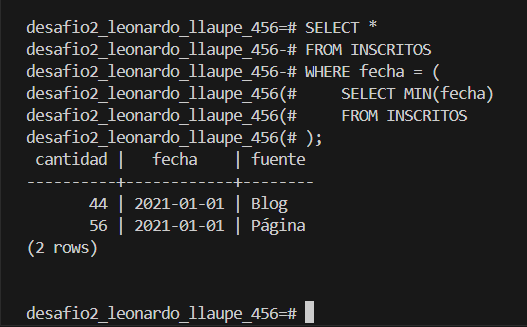 desafio2_leonardo_llaupe_456=# SELECT *
desafio2_leonardo_llaupe_456-# FROM INSCRITOS
desafio2_leonardo_llaupe_456-# WHERE fecha = (
desafio2_leonardo_llaupe_456(#     SELECT MIN(fecha)
desafio2_leonardo_llaupe_456(#     FROM INSCRITOS
desafio2_leonardo_llaupe_456(# );
 cantidad |   fecha    | fuente
----------+------------+--------
       44 | 2021-01-01 | Blog
       56 | 2021-01-01 | Página
(2 rows)
desafio2_leonardo_llaupe_456=#